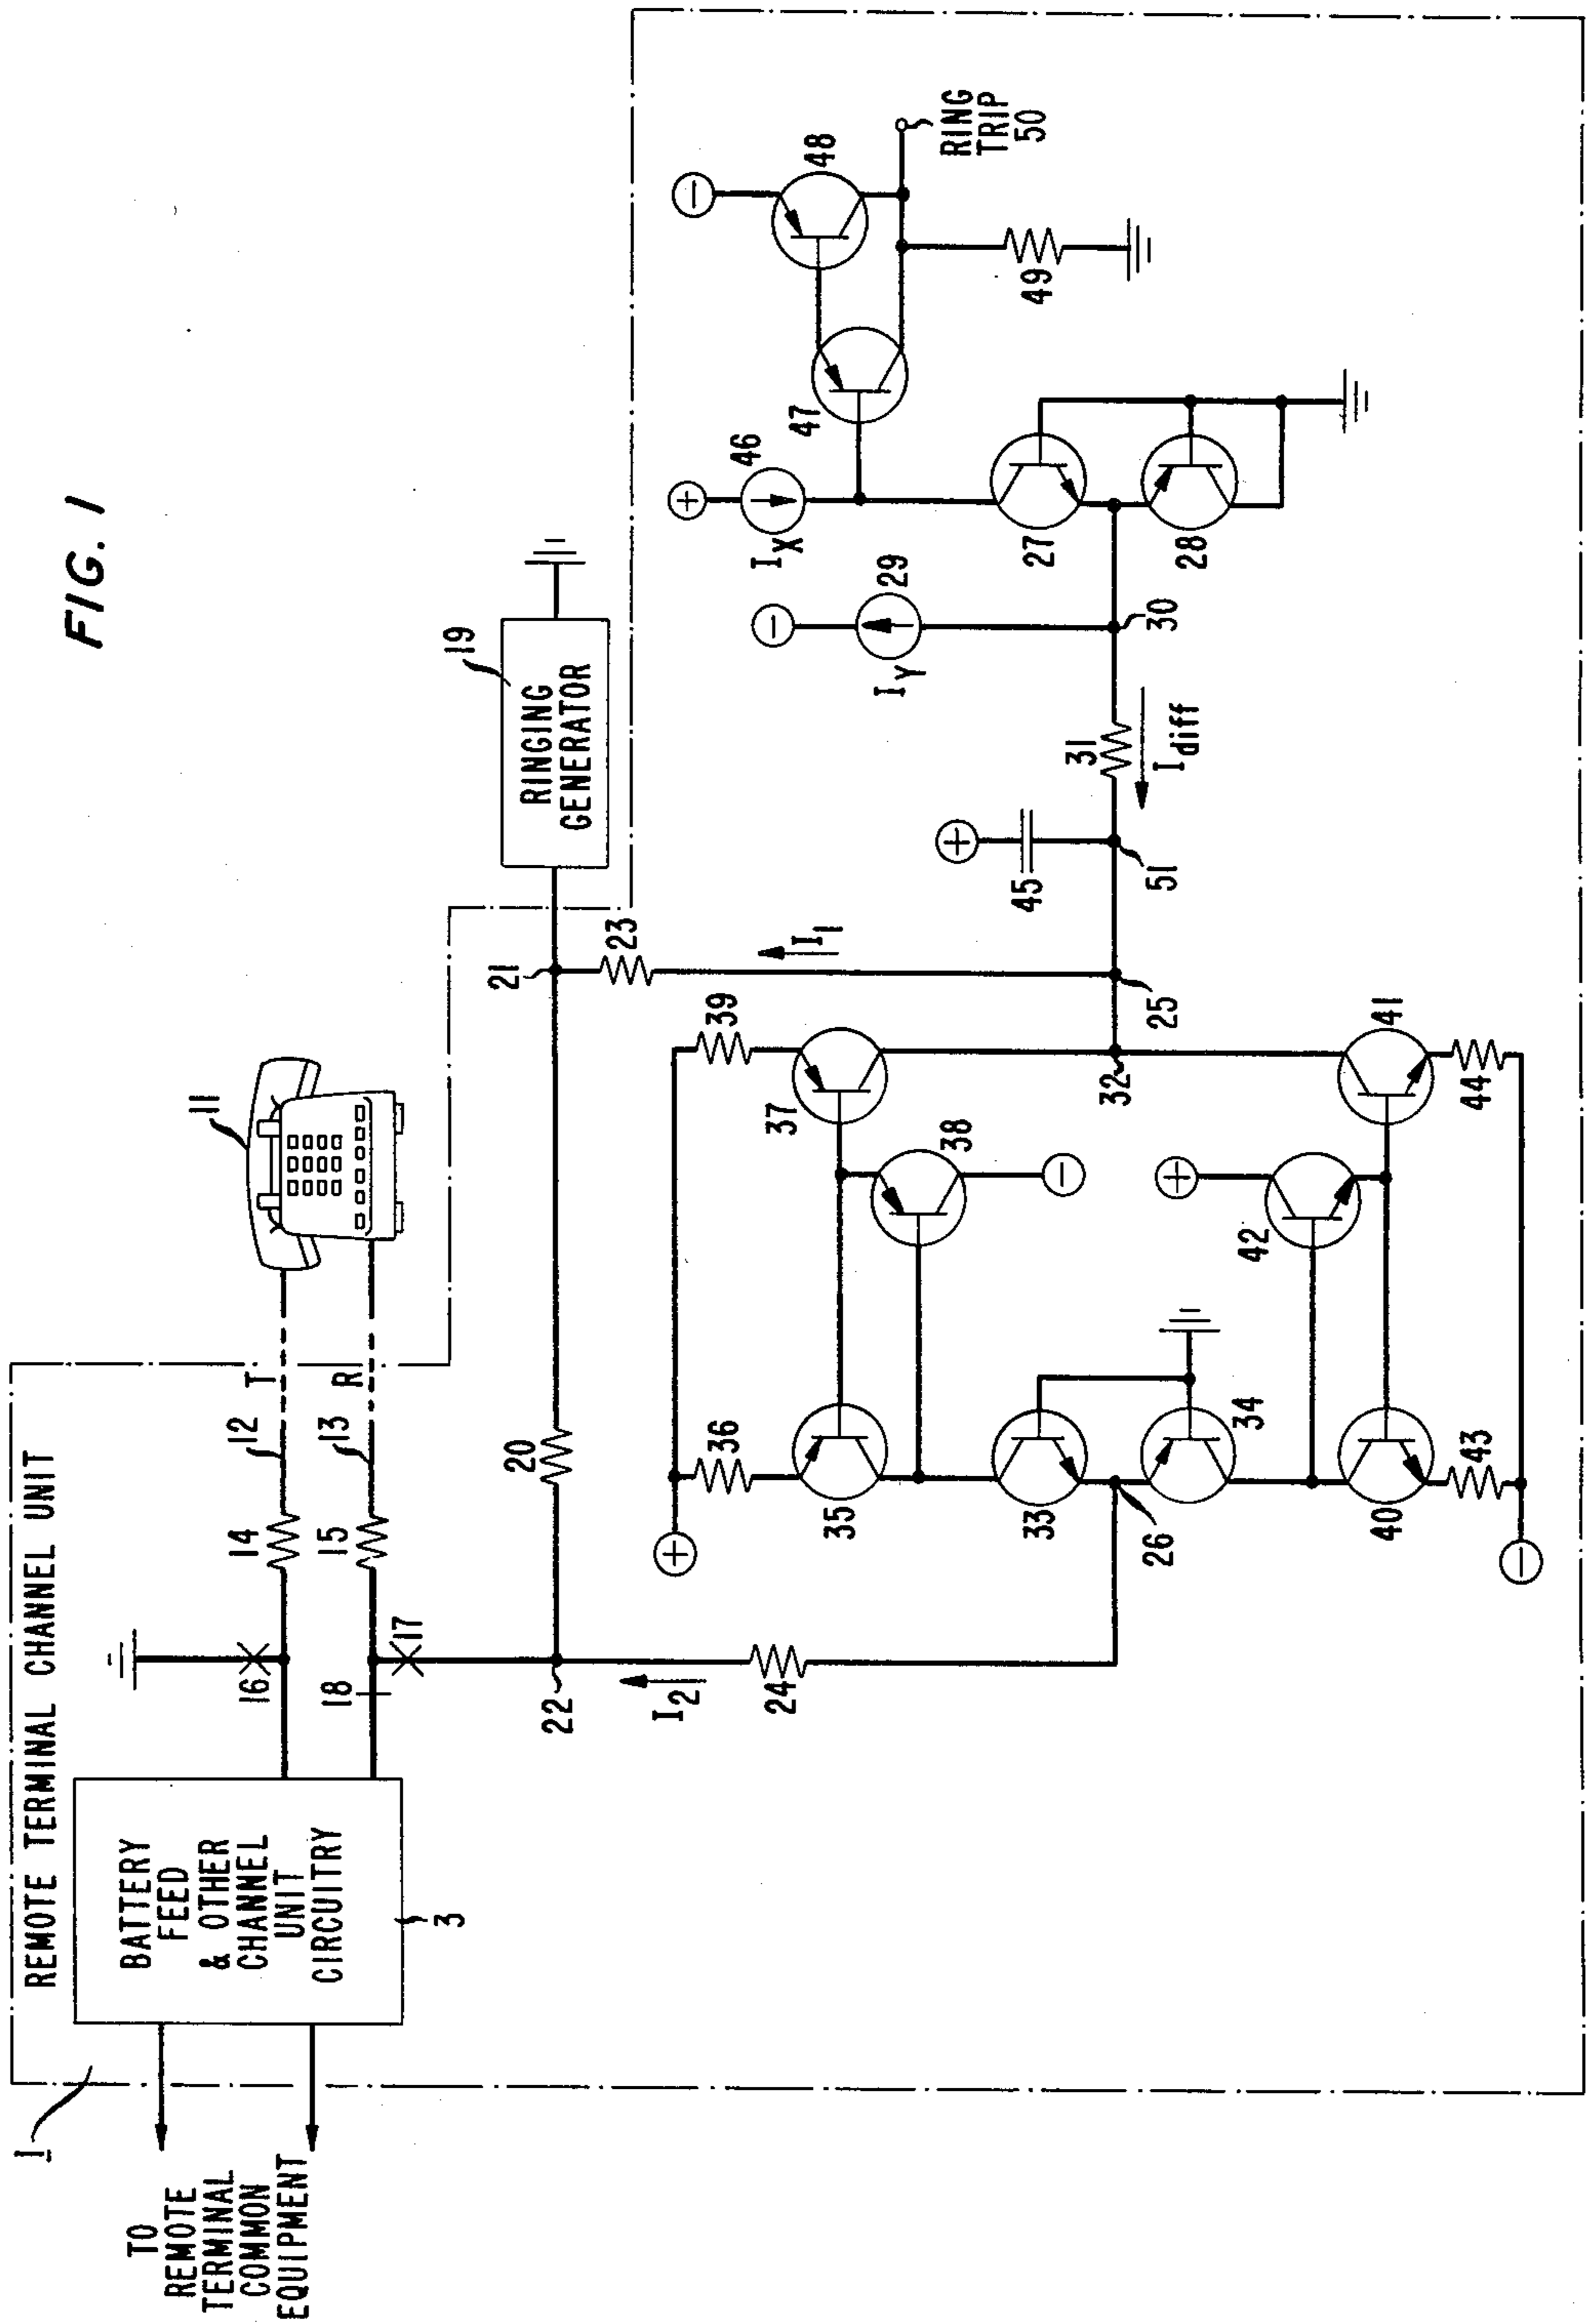 FIG. 1
REMOTE TERMINAL CHANNEL UNIT
1
TO
REMOTE
TERMINAL
COMMON
EQUIPMENT
BATTERY
FEED
& OTHER
CHANNEL
UNIT
CIRCUITRY
3
16
18
17
14
15
12
13
T
R
11
22
20
21
19
RINGING
GENERATOR
23
I1
I2
24
26
36
35
33
34
40
43
39
37
38
42
41
44
32
25
45
51
31
Idiff
30
IY
29
IX
46
47
48
27
28
49
RING
TRIP
50
+
-
+
-
+
-
+
-
+
-